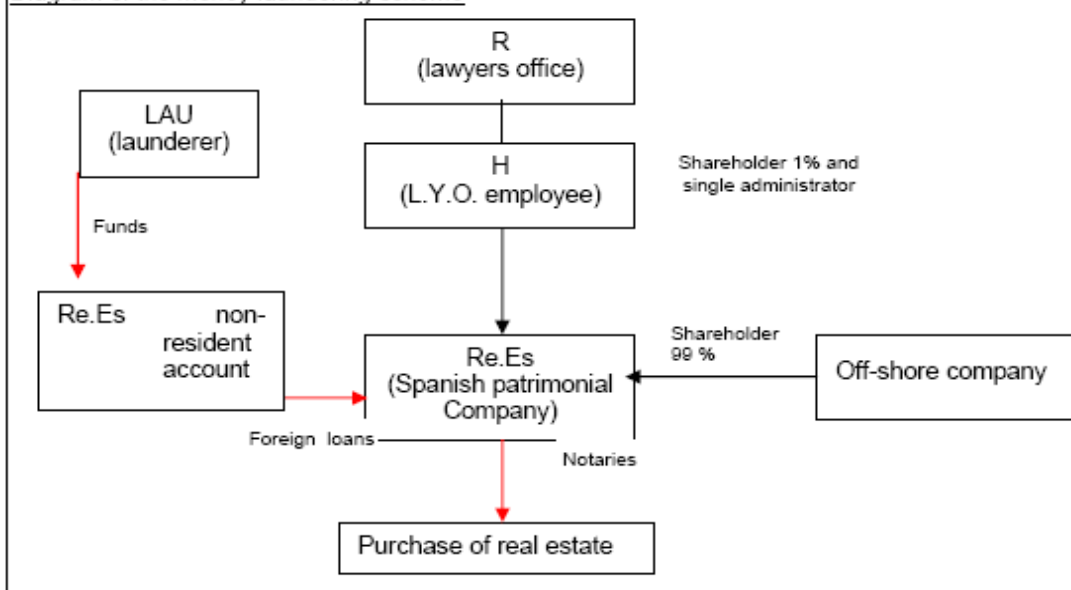 R
(lawyers office)
LAU
(launderer)
H
(L.Y.O. employee)
Shareholder 1% and
single administrator
Funds
Re.Es non-
resident
account
Re.Es
(Spanish patrimonial
Company)
Shareholder
99 %
Off-shore company
Foreign loans
Notaries
Purchase of real estate